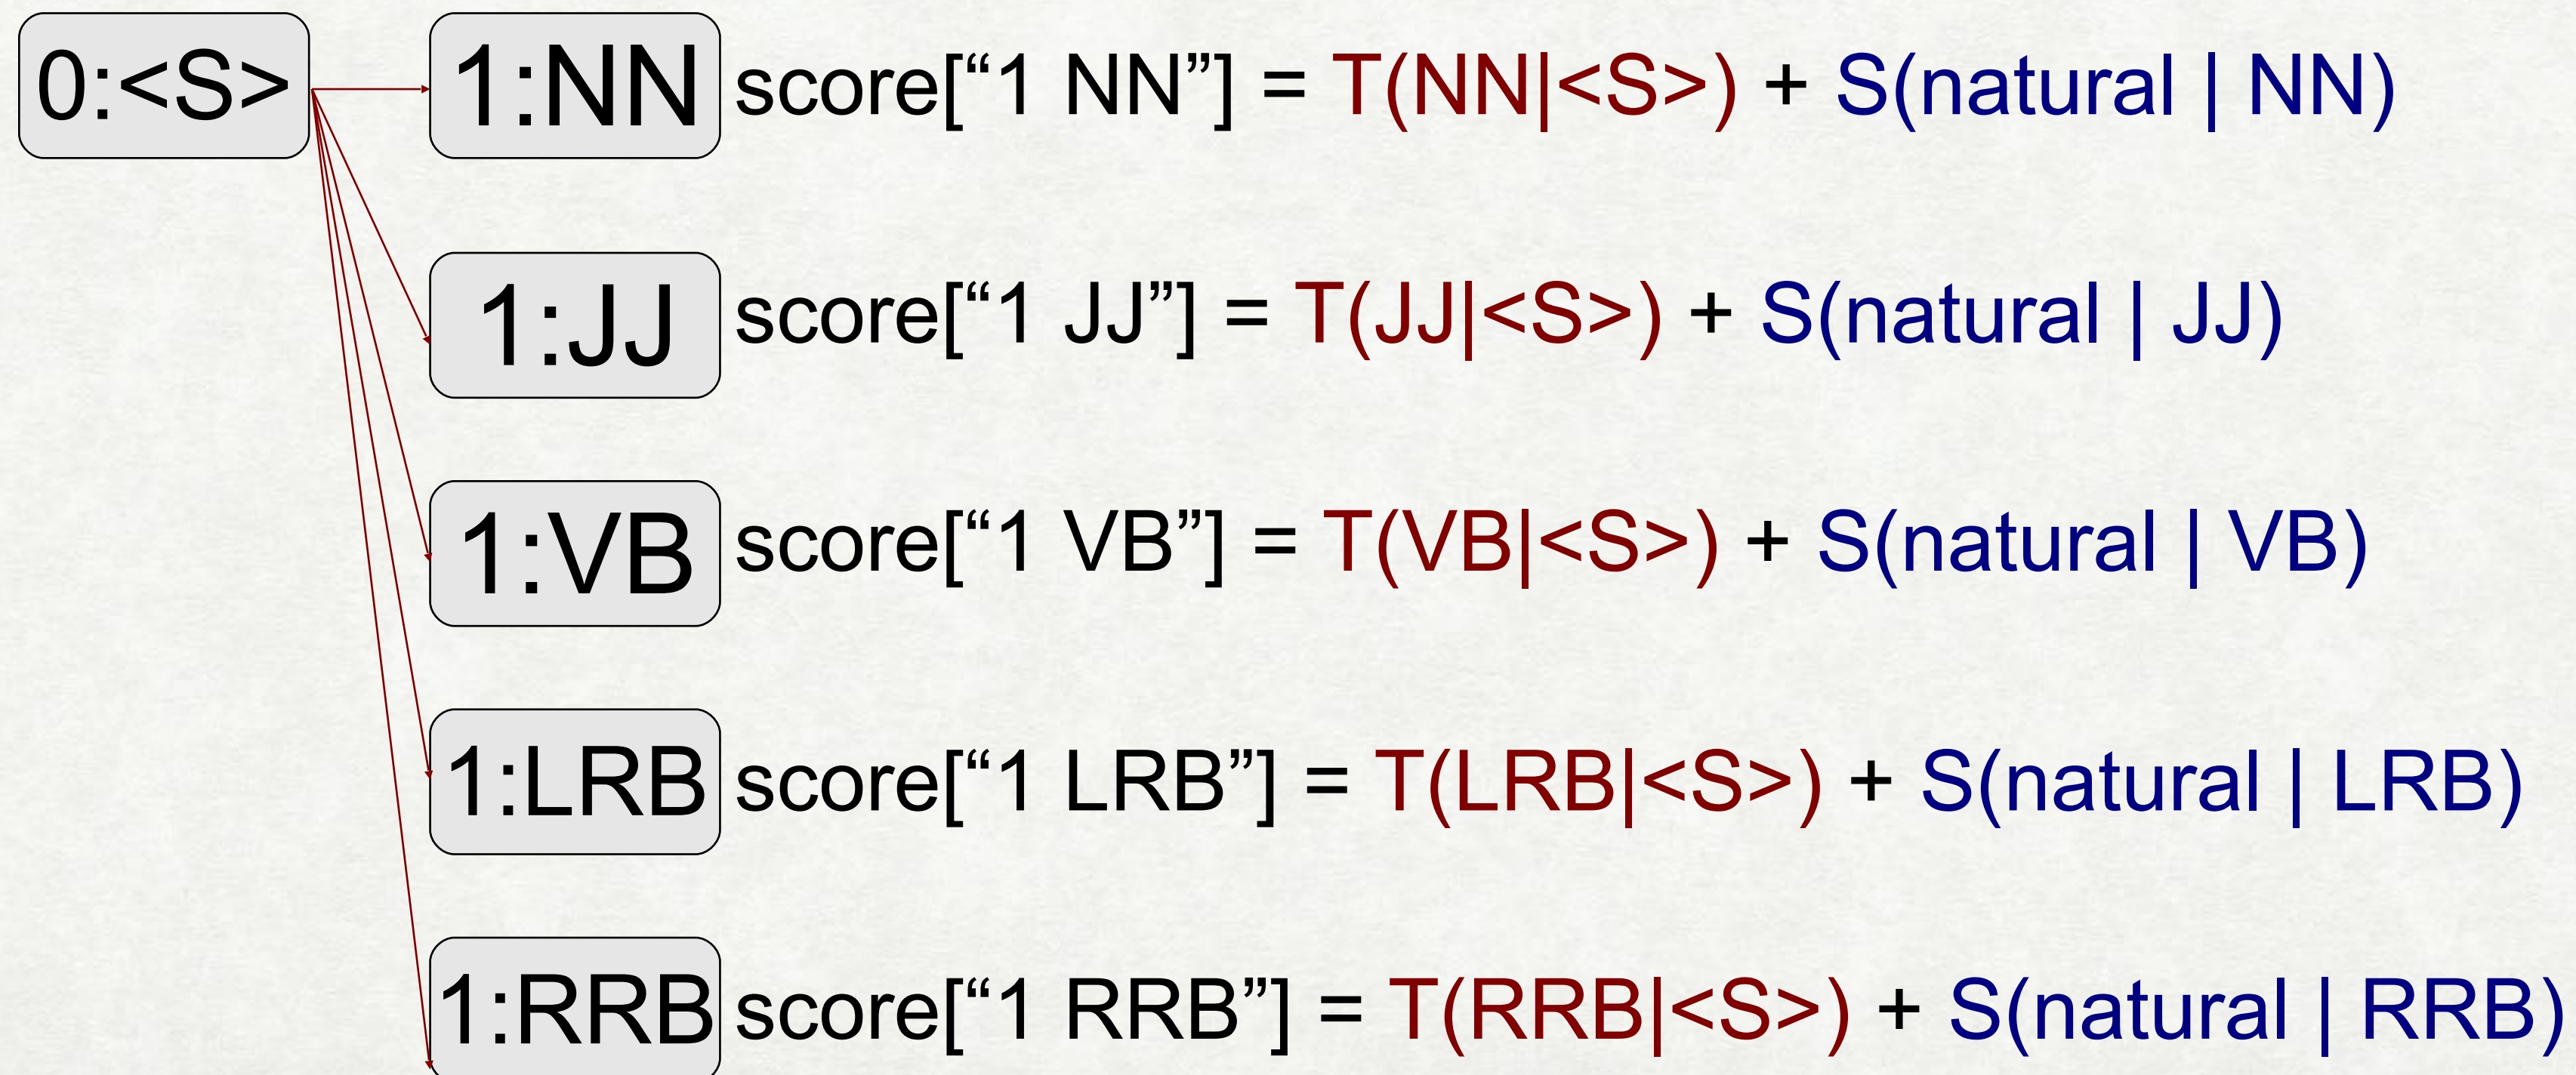 0:<S> 1:NN score[“1 NN”] = T(NN|<S>) + S(natural | NN)
1:JJ score[“1 JJ”] = T(JJ|<S>) + S(natural | JJ)
1:VB score[“1 VB”] = T(VB|<S>) + S(natural | VB)
1:LRB score[“1 LRB”] = T(LRB|<S>) + S(natural | LRB)
1:RRB score[“1 RRB”] = T(RRB|<S>) + S(natural | RRB)